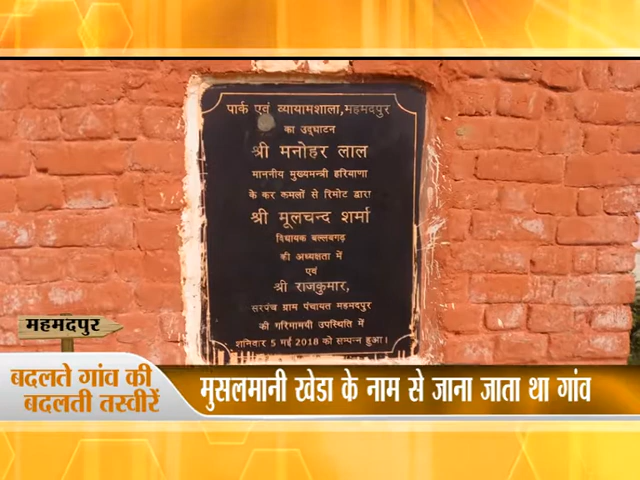 पार्क एवं व्यायामशाला,महमदपुर
का उद्घाटन
श्री मनोहर लाल
माननीय मुख्यमन्त्री हरियाणा
के कर कमलों से रिमोट द्वारा
श्री मूलचन्द शर्मा
विधायक बल्लबगढ़
की अध्यक्षता में
एवं
श्री राजकुमार,
सरपंच ग्राम पंचायत महमदपुर
की गरिमामयी उपस्थिति में
शनिवार 5 मई 2018 को सम्पन्न हुआ।
महमदपुर
बदलते गांव की
बदलती तस्वीरें
मुसलमानी खेडा के नाम से जाना जाता था गांव